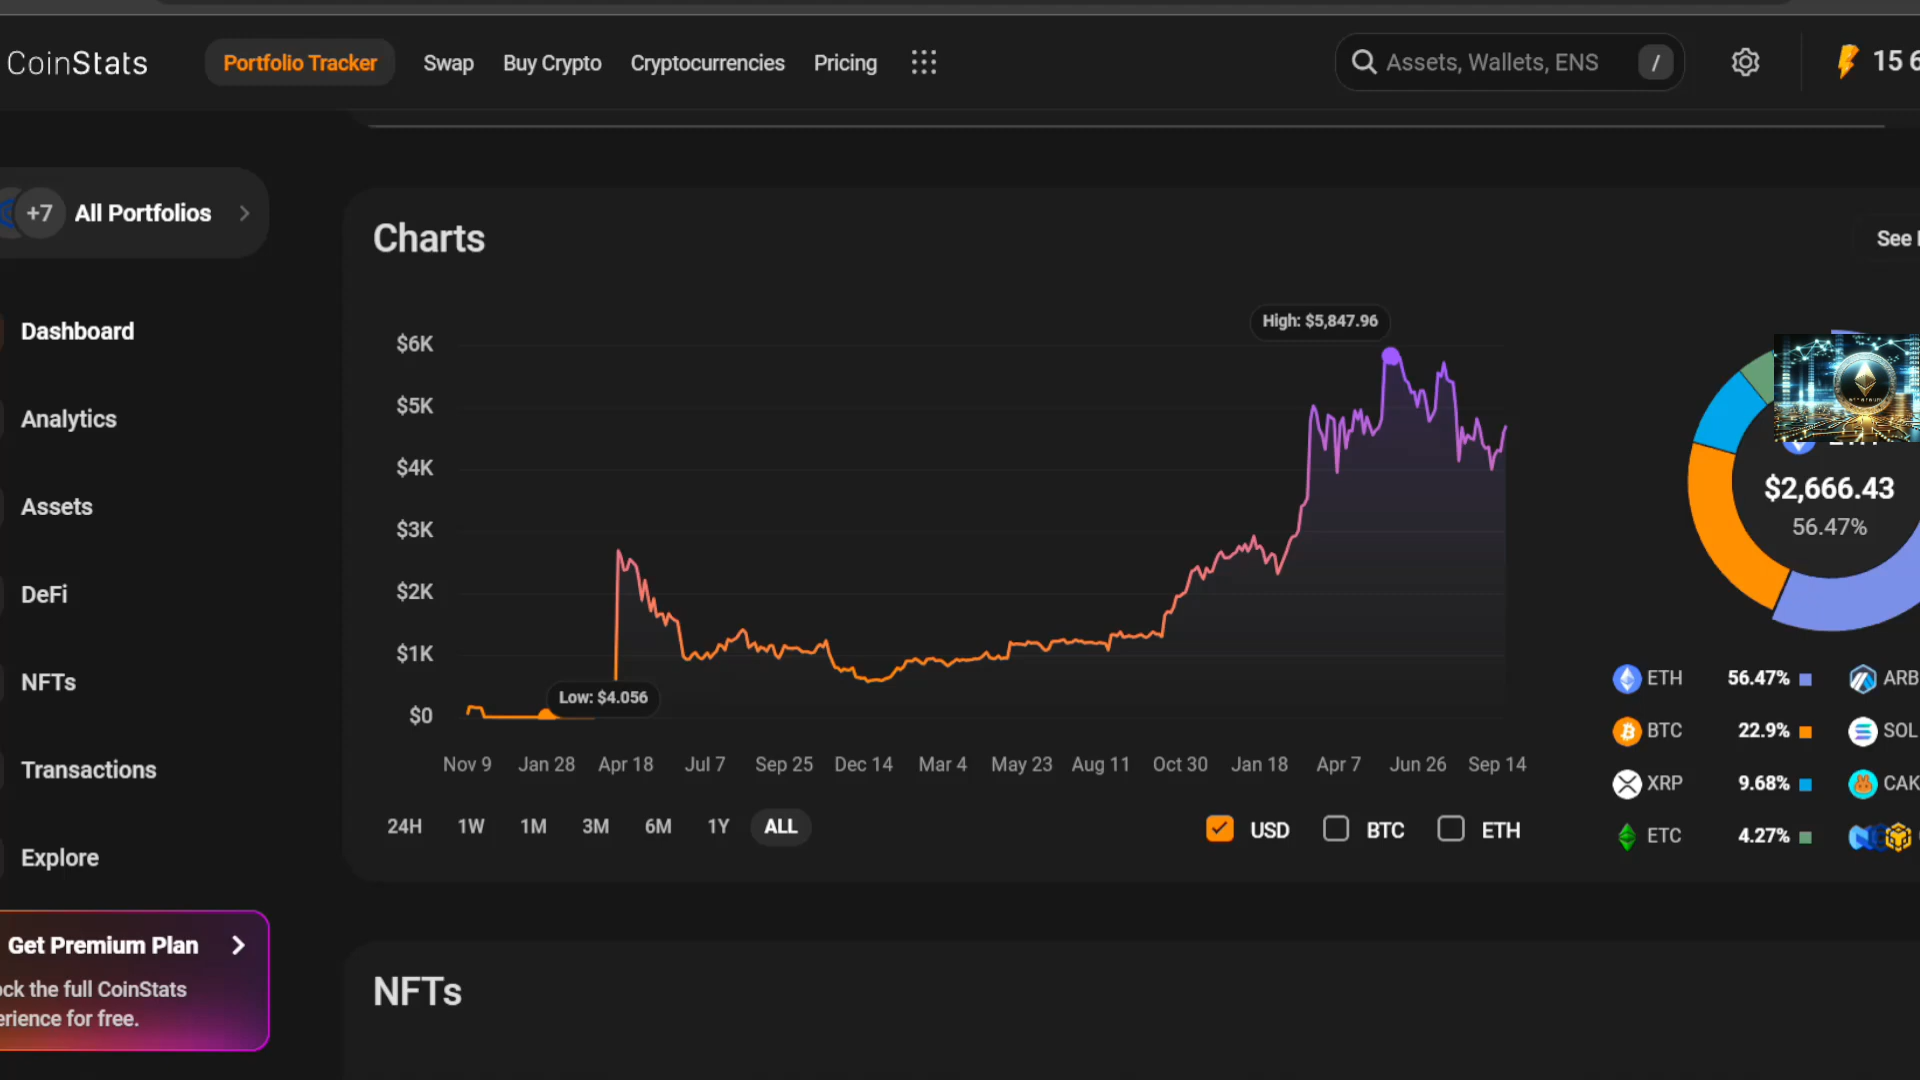 CoinStats
Portfolio Tracker
Swap
Buy Crypto
Cryptocurrencies
Pricing
Assets, Wallets, ENS
/
15 6
+7
All Portfolios
Dashboard
Analytics
Assets
DeFi
NFTs
Transactions
Explore
Get Premium Plan
ock the full CoinStats
erience for free.
Charts
See
High: $5,847.96
$6K
$5K
$4K
$3K
$2K
$1K
$0
Low: $4.056
Nov 9
Jan 28
Apr 18
Jul 7
Sep 25
Dec 14
Mar 4
May 23
Aug 11
Oct 30
Jan 18
Apr 7
Jun 26
Sep 14
24H
1W
1M
3M
6M
1Y
ALL
USD
BTC
ETH
$2,666.43
56.47%
ETH 56.47%
ARB
BTC 22.9%
SOL
XRP 9.68%
CAK
ETC 4.27%
NFTs